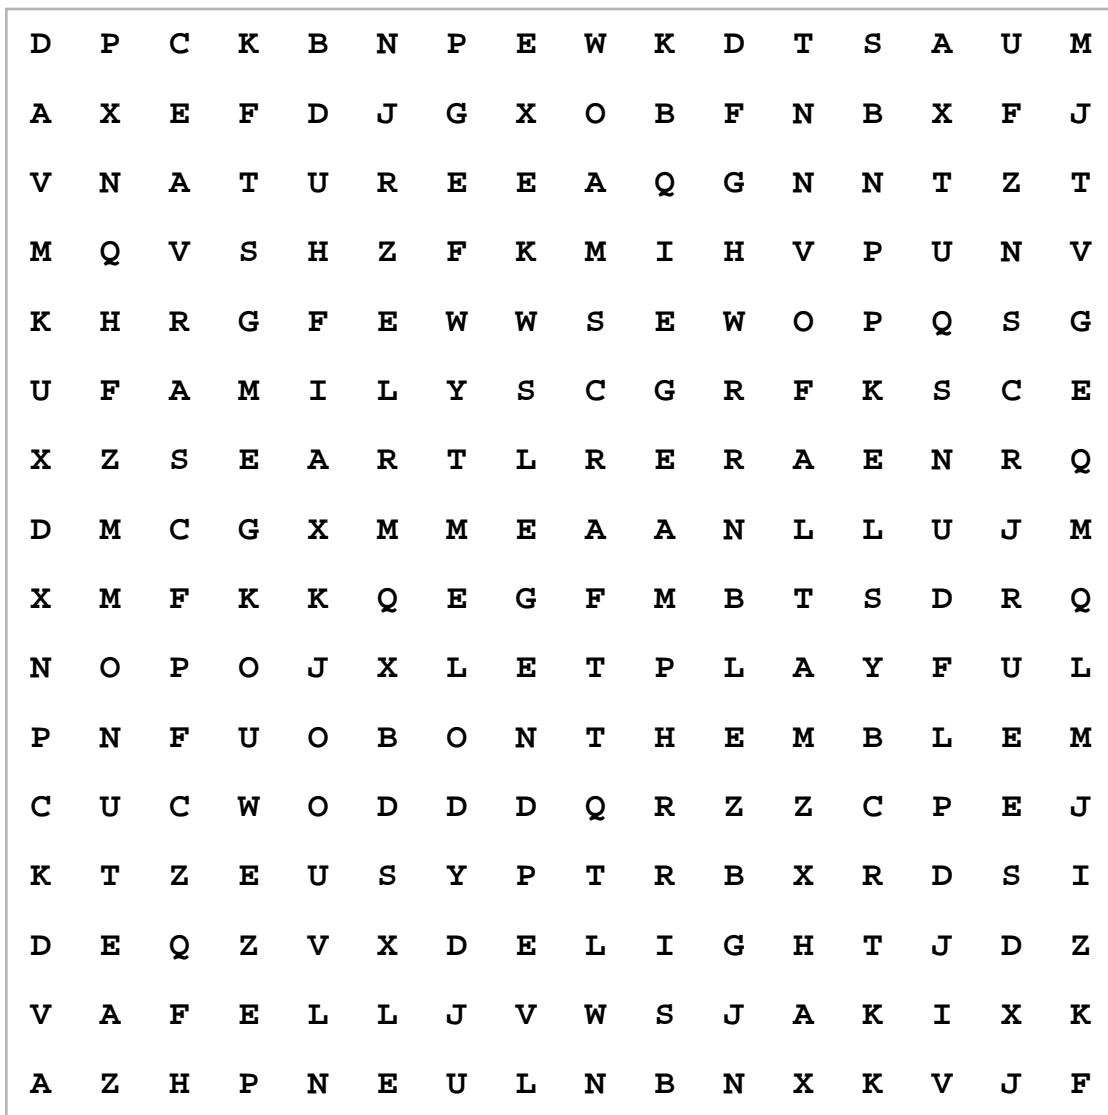 D P C K B N P E W K D T S A U M
A X E F D J G X O B F N B X F J
V N A T U R E E A Q G N N T Z T
M Q V S H Z F K M I H V P U N V
K H R G F E W W S E W O P Q S G
U F A M I L Y S C G R F K S C E
X Z S E A R T L R E R A E N R Q
D M C G X M M E A A N L L U J M
X M F K K Q E G F M B T S D R Q
N O P O J X L E T P L A Y F U L
P N F U O B O N T H E M B L E M
C U C W O D D D Q R Z Z C P E J
K T Z E U S Y P T R B X R D S I
D E Q Z V X D E L I G H T J D Z
V A F E L L J V W S J A K I X K
A Z H P N E U L N B N X K V J F